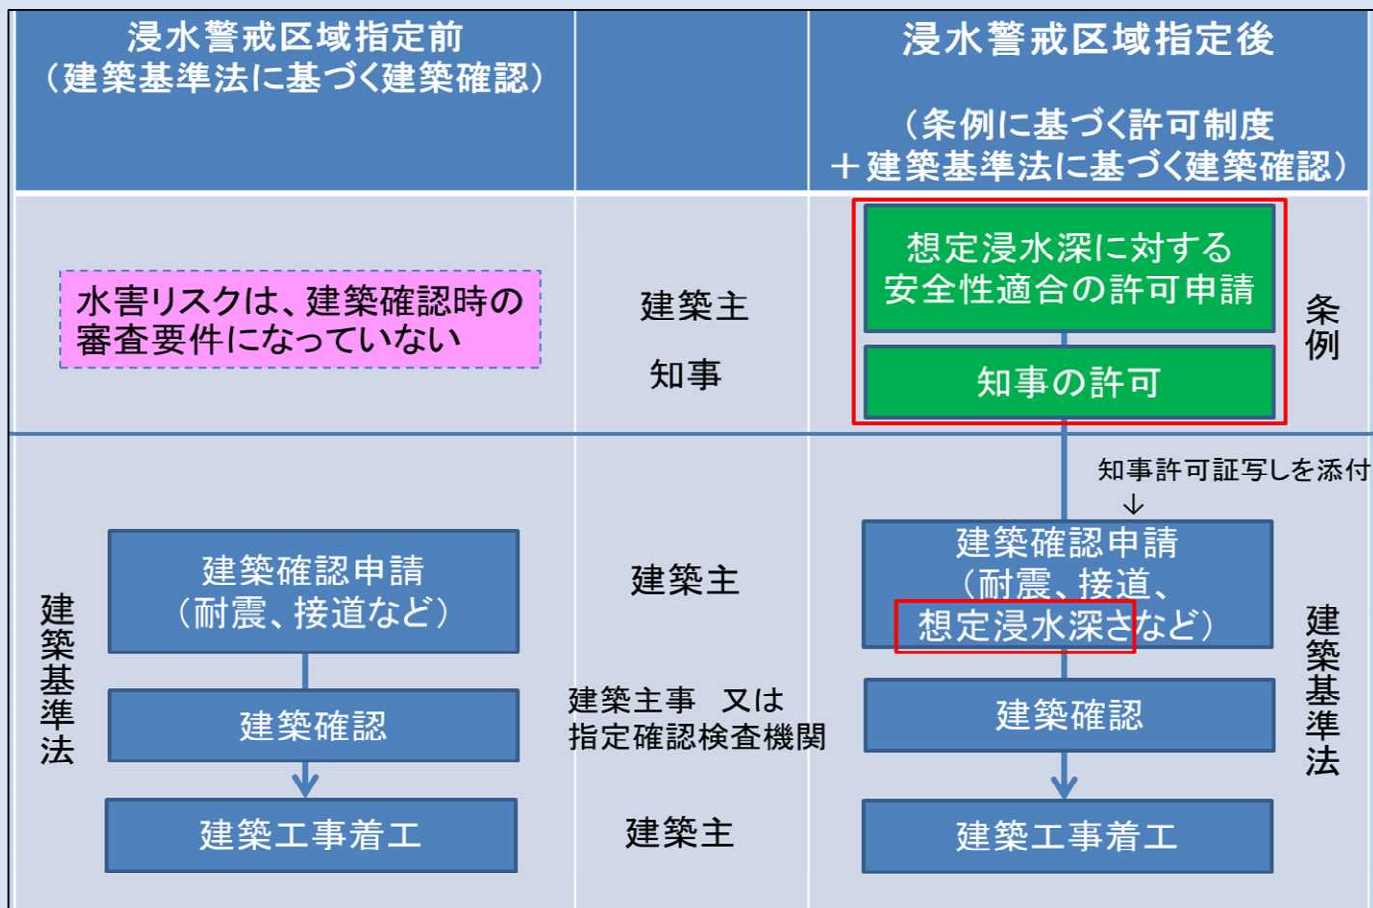 浸水警戒区域指定前
（建築基準法に基づく建築確認）
浸水警戒区域指定後
（条例に基づく許可制度
＋建築基準法に基づく建築確認）
水害リスクは、建築確認時の
審査要件になっていない
建築主
知事
想定浸水深に対する
安全性適合の許可申請
知事の許可
条例
知事許可証写しを添付
↓
建築基準法
建築確認申請
（耐震、接道など）
建築主
建築確認申請
（耐震、接道、
想定浸水深さなど）
建築基準法
建築確認
建築主事　又は
指定確認検査機関
建築確認
建築工事着工
建築主
建築工事着工